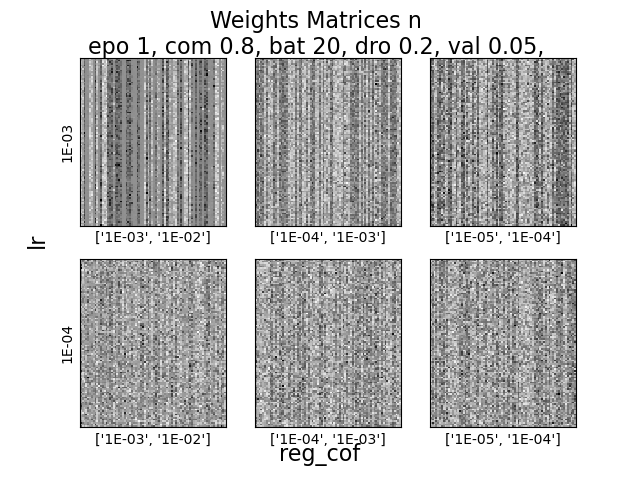 Weights Matrices n
epo 1, com 0.8, bat 20, dro 0.2, val 0.05,
1E-03
['1E-03', '1E-02']
['1E-04', '1E-03']
['1E-05', '1E-04']
lr
1E-04
['1E-03', '1E-02']
['1E-04', '1E-03']
['1E-05', '1E-04']
reg_cof